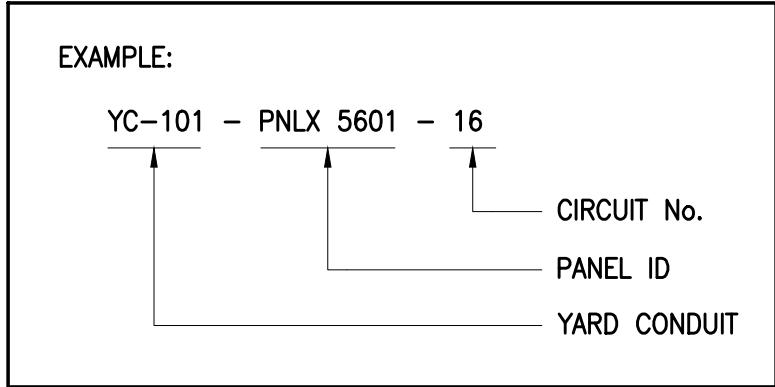 EXAMPLE:
YC-101 - PNLX 5601 - 16
CIRCUIT No.
PANEL ID
YARD CONDUIT